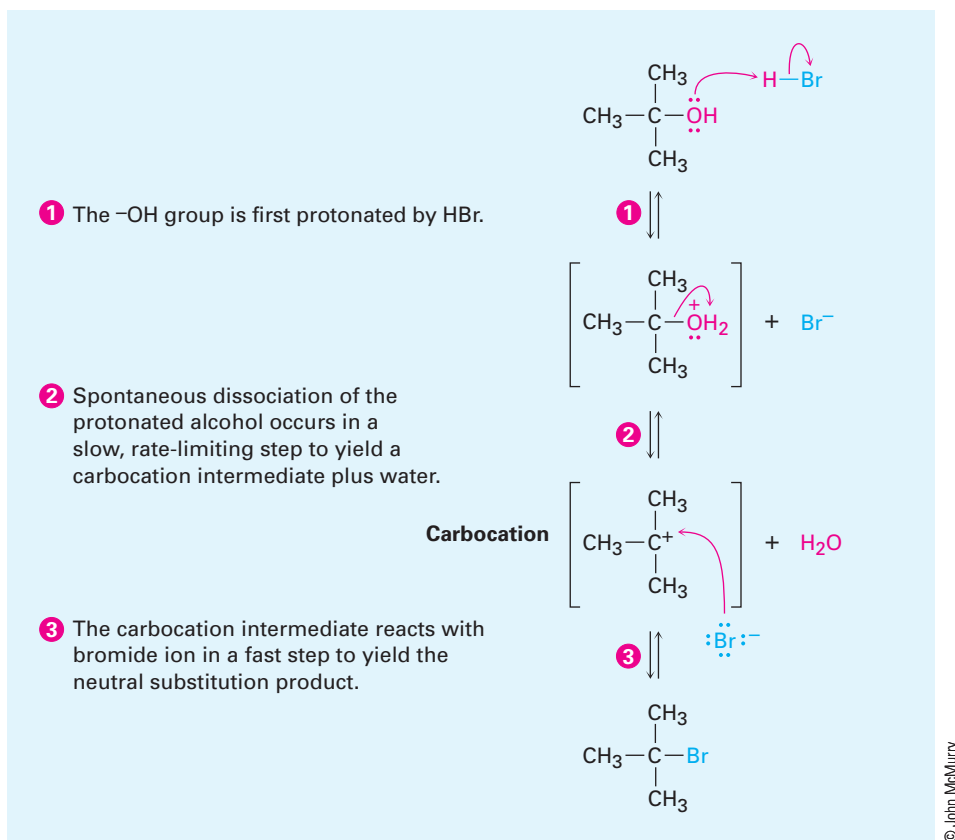 CH3
H—Br
CH3—C—ÖH
CH3
1 The –OH group is first protonated by HBr.
1
CH3
+
CH3—C—OH2 + Br–
CH3
2 Spontaneous dissociation of the
protonated alcohol occurs in a
slow, rate-limiting step to yield a
carbocation intermediate plus water.
2
CH3
Carbocation CH3—C+ + H2O
CH3
3 The carbocation intermediate reacts with
bromide ion in a fast step to yield the
neutral substitution product.
3
:Br:–
CH3
CH3—C—Br
CH3
© John McMurry